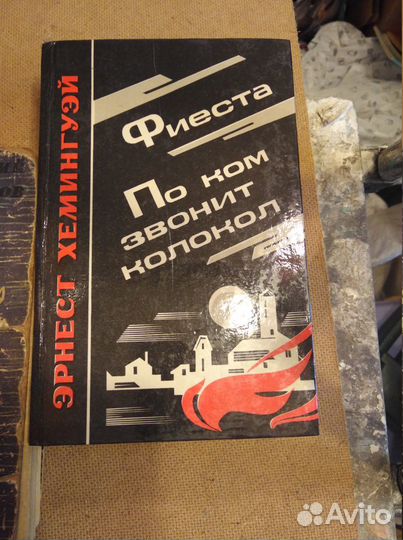 ЭРНЕСТ ХЕМИНГУЭЙ
Фиеста
По ком
звонит
колокол
Avito